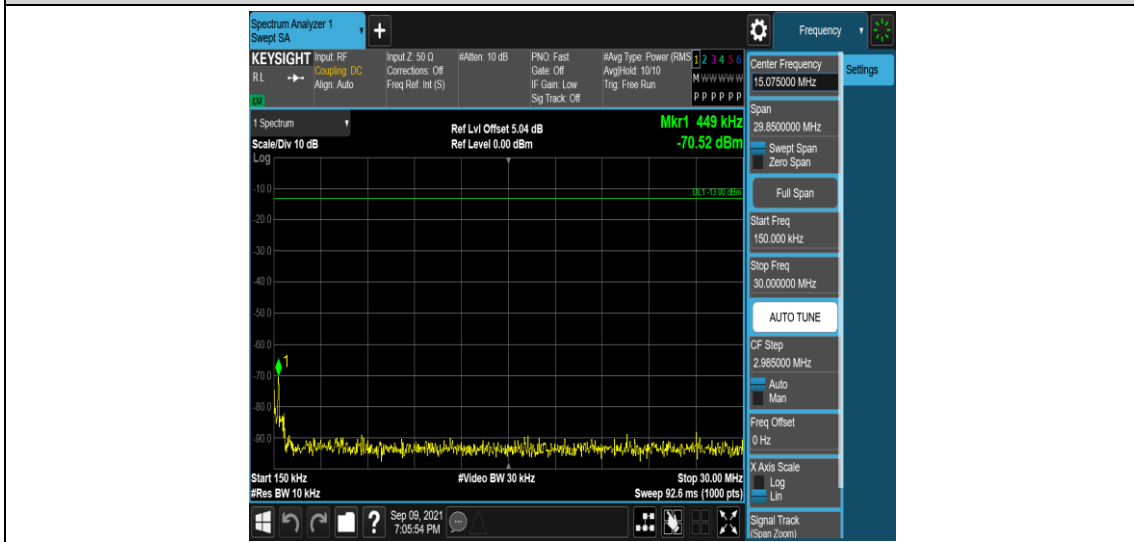 Spectrum Analyzer 1
Swept SA
+
Frequency
KEYSIGHT
RL
LXI
Input: RF
Coupling: DC
Align: Auto
Input Z: 50 Ω
Corrections: Off
Freq Ref: Int (S)
#Atten: 10 dB
PNO: Fast
Gate: Off
IF Gain: Low
Sig Track: Off
#Avg Type: Power (RMS
Avg|Hold: 10/10
Trig: Free Run
1 2 3 4 5 6
M W W W W W
P P P P P P
1 Spectrum
Scale/Div 10 dB
Log
Ref Lvl Offset 5.04 dB
Ref Level 0.00 dBm
Mkr1 449 kHz
-70.52 dBm
DL1 -13.00 dBm
-10.0
-20.0
-30.0
-40.0
-50.0
-60.0
1
-70.0
-80.0
-90.0
Start 150 kHz
#Video BW 30 kHz
Stop 30.00 MHz
#Res BW 10 kHz
Sweep 92.6 ms (1000 pts)
?
Sep 09, 2021
7:05:54 PM
Center Frequency
15.075000 MHz
Settings
Span
29.8500000 MHz
Swept Span
Zero Span
Full Span
Start Freq
150.000 kHz
Stop Freq
30.000000 MHz
AUTO TUNE
CF Step
2.985000 MHz
Auto
Man
Freq Offset
0 Hz
X Axis Scale
Log
Lin
Signal Track
(Span Zoom)